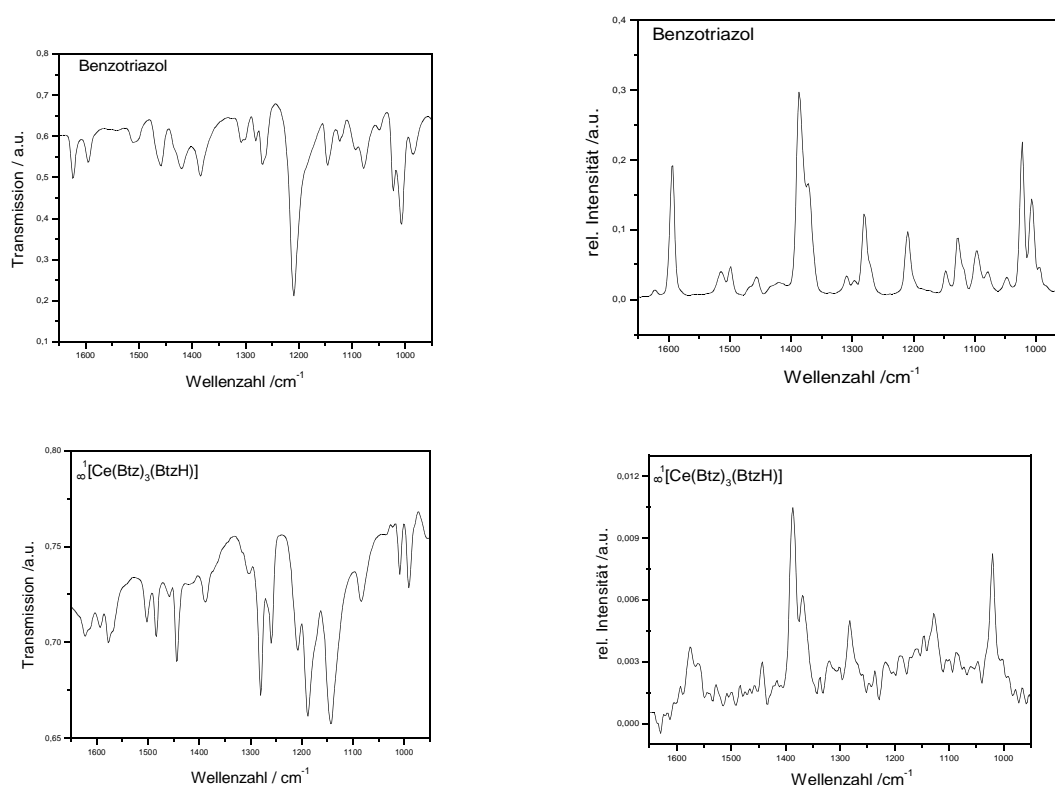 Benzotriazol
0,8
0,7
0,6
0,5
0,4
0,3
0,2
0,1
Transmission / a.u.
1600 1500 1400 1300 1200 1100 1000
Wellenzahl /cm⁻¹
Benzotriazol
0,4
0,3
0,2
0,1
0,0
rel. Intensität /a.u.
1600 1500 1400 1300 1200 1100 1000
Wellenzahl /cm⁻¹
¹∞[Ce(Btz)₃(BtzH)]
0,80
0,75
0,70
0,65
Transmission /a.u.
1600 1500 1400 1300 1200 1100 1000
Wellenzahl / cm⁻¹
¹∞[Ce(Btz)₃(BtzH)]
0,012
0,009
0,006
0,003
0,000
rel. Intensität /a.u.
1600 1500 1400 1300 1200 1100 1000
Wellenzahl /cm⁻¹